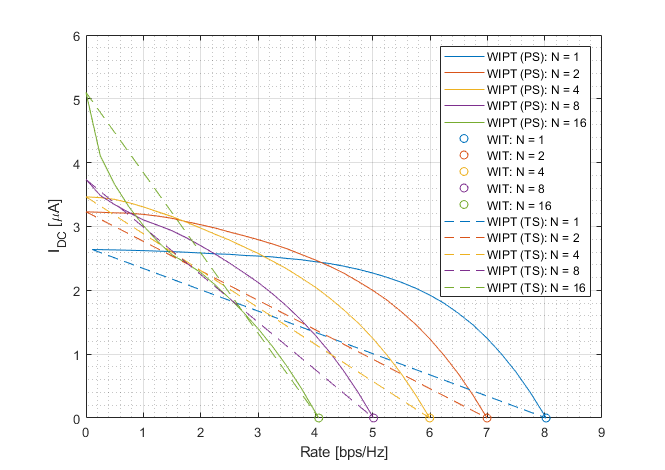 6
5
4
3
2
1
0
0 1 2 3 4 5 6 7 8 9
I_DC [μA]
Rate [bps/Hz]
WIPT (PS): N = 1
WIPT (PS): N = 2
WIPT (PS): N = 4
WIPT (PS): N = 8
WIPT (PS): N = 16
WIT: N = 1
WIT: N = 2
WIT: N = 4
WIT: N = 8
WIT: N = 16
WIPT (TS): N = 1
WIPT (TS): N = 2
WIPT (TS): N = 4
WIPT (TS): N = 8
WIPT (TS): N = 16